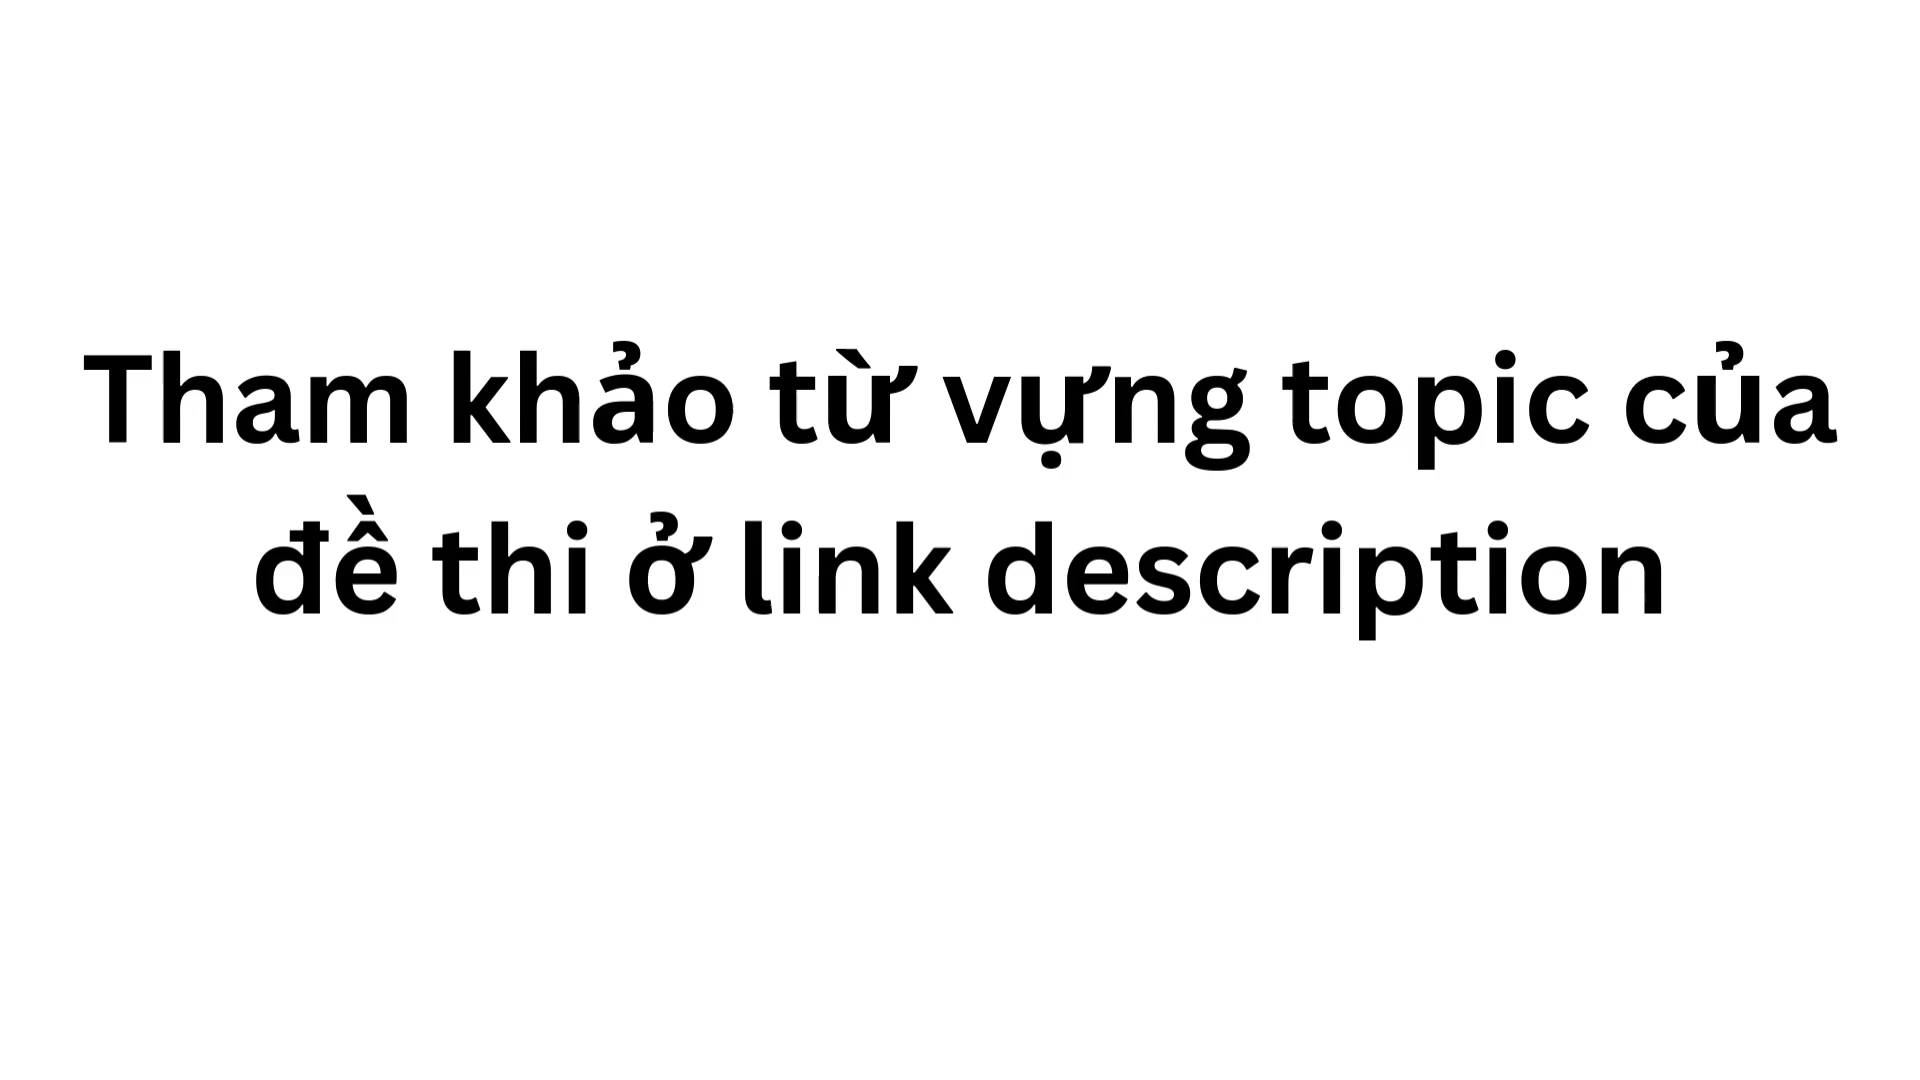 Tham khảo từ vựng topic của
đề thi ở link description